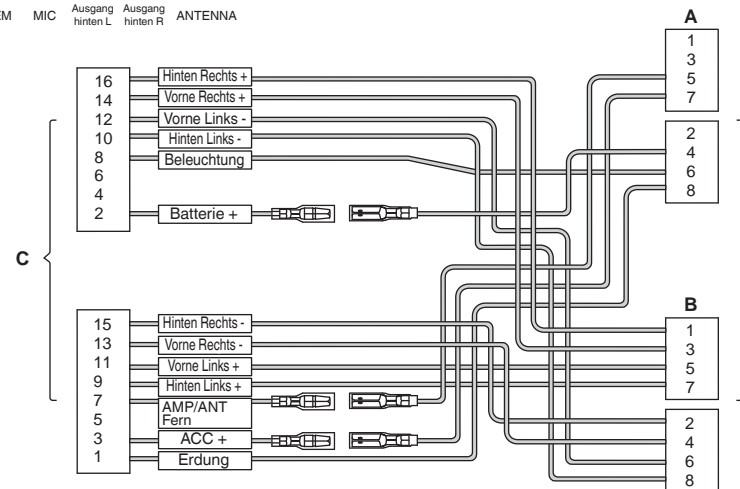 EM MIC Ausgang hinten L Ausgang hinten R ANTENNA
A
1
3
5
7
2
4
6
8
C
16 Hinten Rechts +
14 Vorne Rechts +
12 Vorne Links -
10 Hinten Links -
8 Beleuchtung
6
4
2 Batterie +
15 Hinten Rechts -
13 Vorne Rechts -
11 Vorne Links +
9 Hinten Links +
7 AMP/ANT
5 Fern
3 ACC +
1 Erdung
B
1
3
5
7
2
4
6
8